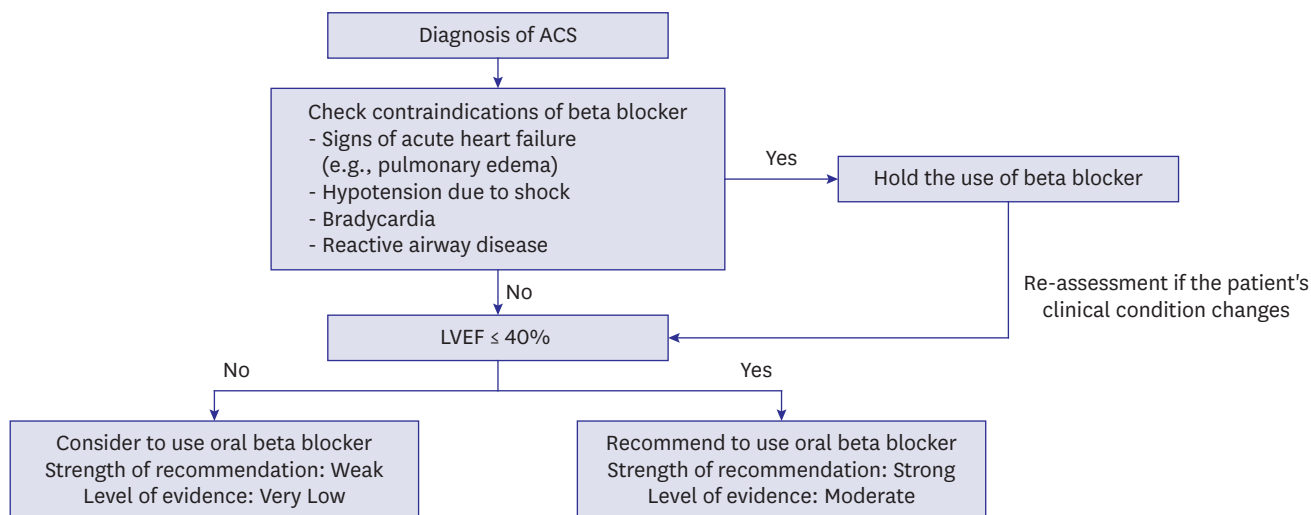 Diagnosis of ACS
Check contraindications of beta blocker
- Signs of acute heart failure
(e.g., pulmonary edema)
- Hypotension due to shock
- Bradycardia
- Reactive airway disease
Yes
Hold the use of beta blocker
No
Re-assessment if the patient's
clinical condition changes
LVEF ≤ 40%
No
Yes
Consider to use oral beta blocker
Strength of recommendation: Weak
Level of evidence: Very Low
Recommend to use oral beta blocker
Strength of recommendation: Strong
Level of evidence: Moderate